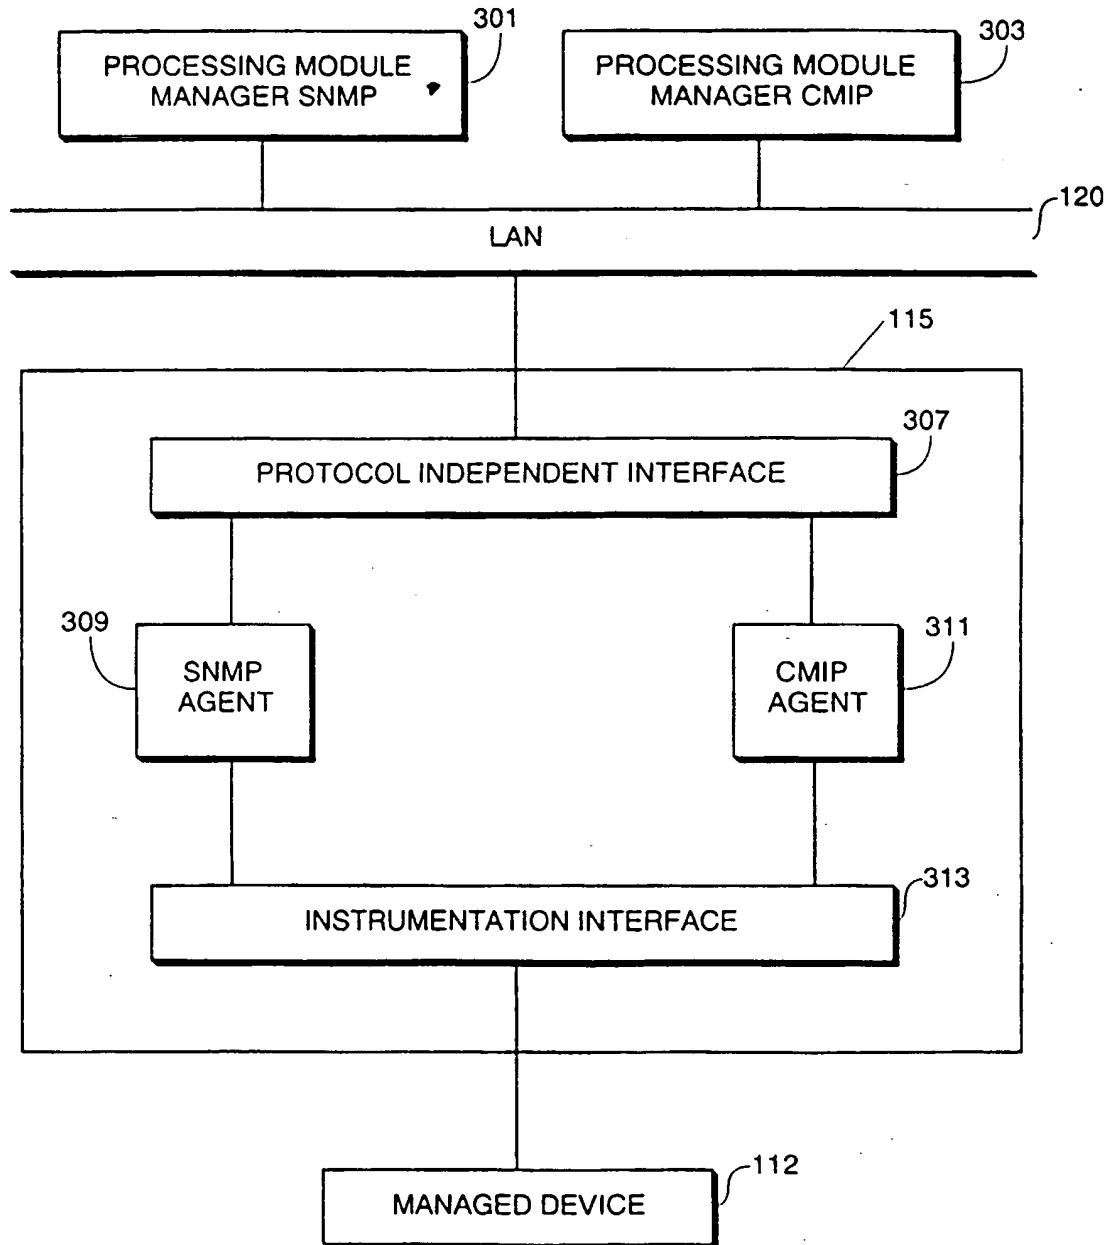 301
303
PROCESSING MODULE
MANAGER SNMP
PROCESSING MODULE
MANAGER CMIP
120
LAN
115
307
PROTOCOL INDEPENDENT INTERFACE
309
311
SNMP
AGENT
CMIP
AGENT
313
INSTRUMENTATION INTERFACE
112
MANAGED DEVICE